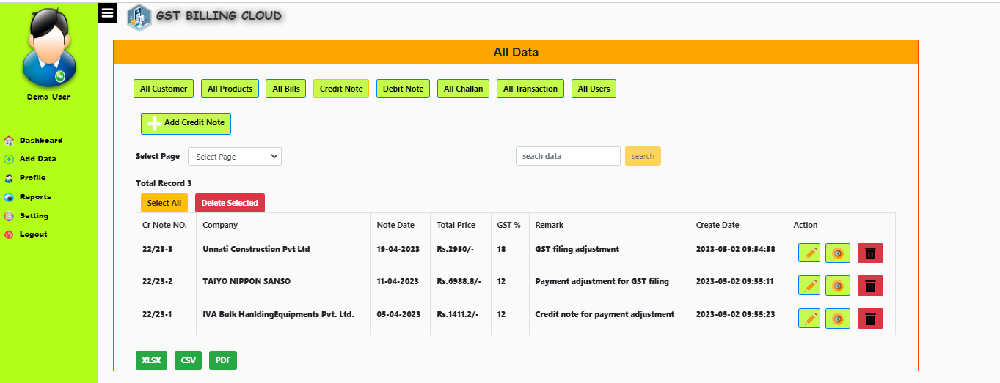 GST BILLING CLOUD
Demo User
Dashboard
Add Data
Profile
Reports
Setting
Logout
All Data
All Customer All Products All Bills Credit Note Debit Note All Challan All Transaction All Users
Add Credit Note
Select Page Select Page seach data search
Total Record 3
Select All Delete Selected
Cr Note NO. Company Note Date Total Price GST % Remark Create Date Action
22/23-3 Unnati Construction Pvt Ltd 19-04-2023 Rs.2950/- 18 GST filing adjustment 2023-05-02 09:54:58
22/23-2 TAIYO NIPPON SANSO 11-04-2023 Rs.6988.8/- 12 Payment adjustment for GST filing 2023-05-02 09:55:11
22/23-1 IVA Bulk HanldingEquipments Pvt. Ltd. 05-04-2023 Rs.1411.2/- 12 Credit note for payment adjustment 2023-05-02 09:55:23
XLSX CSV PDF